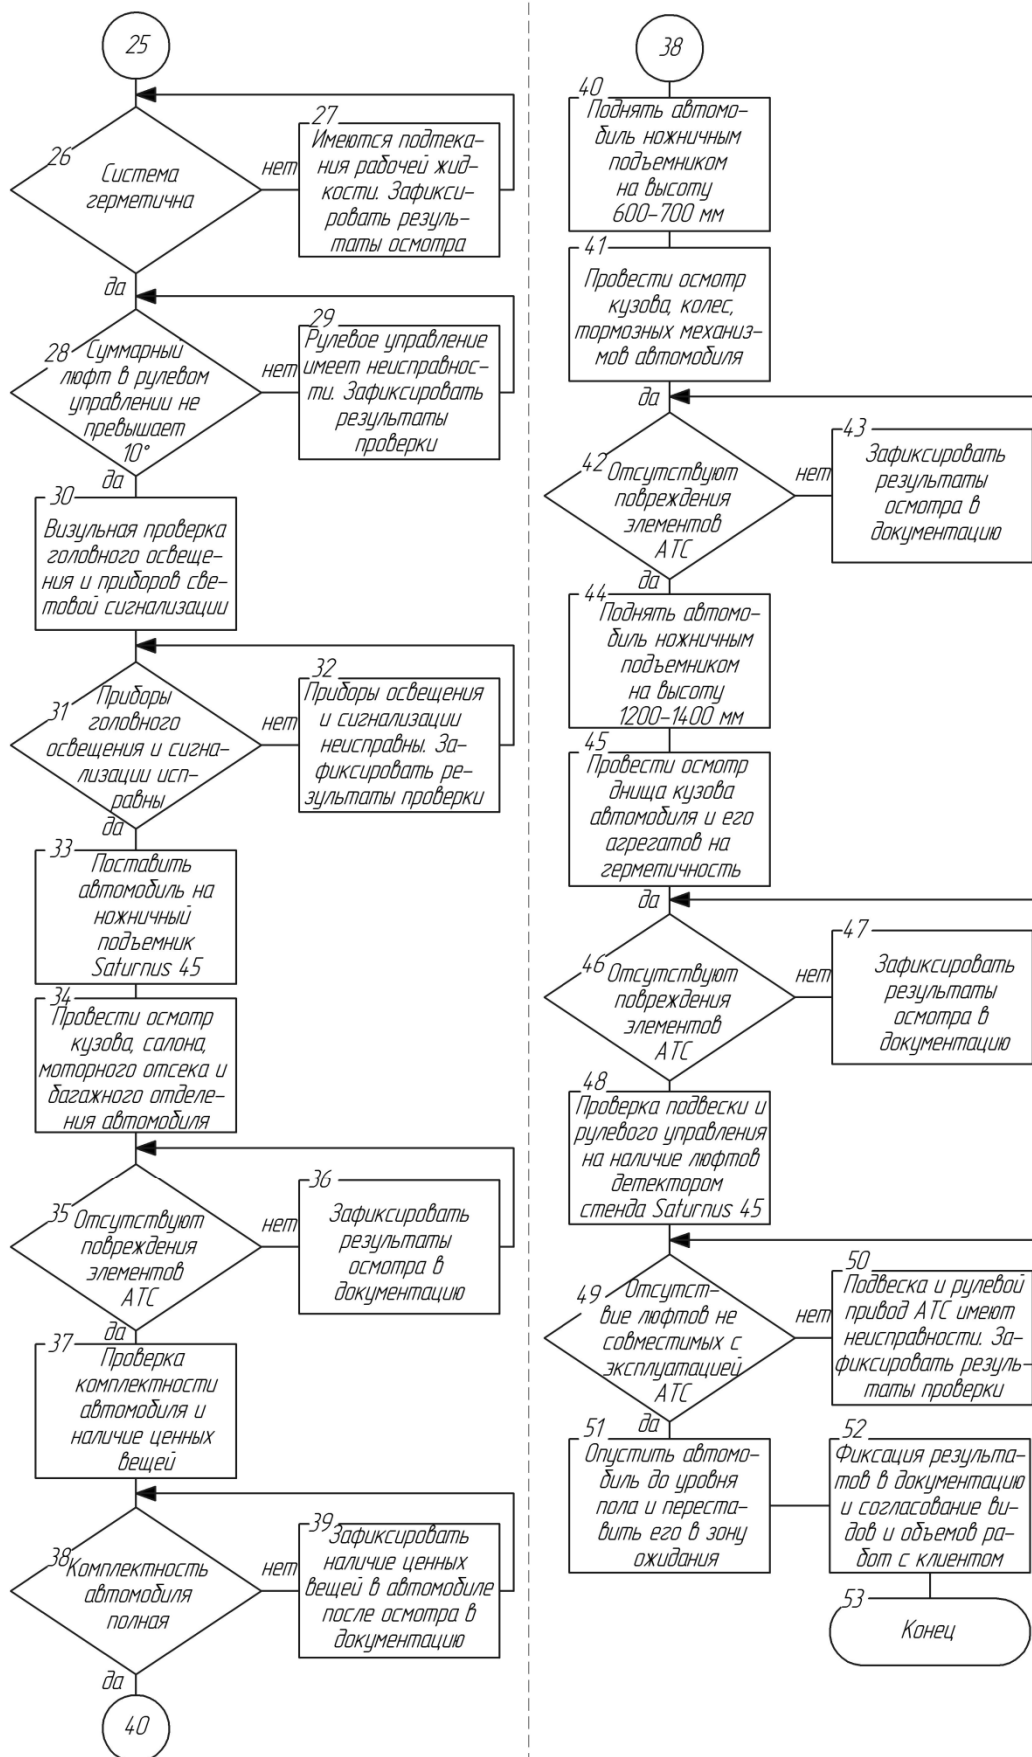 25
26
Система
герметична
нет
27
Имеются подтека-
ния рабочей жид-
кости. Зафикси-
ровать резуль-
таты осмотра
да
28
Суммарный
люфт в рулевом
управлении не
превышает
10°
нет
29
Рулевое управление
имеет неисправнос-
ти. Зафиксировать
результаты
проверки
да
30
Визульная проверка
головного освеще-
ния и приборов све-
товой сигнализации
31
Приборы
головного
освещения и сигна-
лизации исп-
равны
нет
32
Приборы освещения
и сигнализации
неисправны. За-
фиксировать ре-
зультаты проверки
да
33
Поставить
автомобиль на
ножничный
подъемник
Saturnus 45
34
Провести осмотр
кузова, салона,
моторного отсека и
багажного отделе-
ния автомобиля
35
Отсутствуют
повреждения
элементов
АТС
нет
36
Зафиксировать
результаты
осмотра в
документацию
да
37
Проверка
комплектности
автомобиля и
наличие ценных
вещей
38
Комплектность
автомобиля
полная
нет
39
Зафиксировать
наличие ценных
вещей в автомобиле
после осмотра в
документацию
да
40
38
40
Поднять автомо-
биль ножничным
подъемником
на высоту
600-700 мм
41
Провести осмотр
кузова, колес,
тормозных механиз-
мов автомобиля
да
42
Отсутствуют
повреждения
элементов
АТС
нет
43
Зафиксировать
результаты
осмотра в
документацию
да
44
Поднять автомо-
биль ножничным
подъемником
на высоту
1200-1400 мм
45
Провести осмотр
днища кузова
автомобиля и его
агрегатов на
герметичность
да
46
Отсутствуют
повреждения
элементов
АТС
нет
47
Зафиксировать
результаты
осмотра в
документацию
да
48
Проверка подвески и
рулевого управления
на наличие люфтов
детектором
стенда Saturnus 45
49
Отсутст-
вие люфтов не
совместимых с
эксплуатацией
АТС
нет
50
Подвеска и рулевой
привод АТС имеют
неисправности. За-
фиксировать резуль-
таты проверки
да
51
Опустить автомо-
биль до уровня
пола и переста-
вить его в зону
ожидания
52
Фиксация результа-
тов в документацию
и согласование ви-
дов и объемов ра-
бот с клиентом
53
Конец